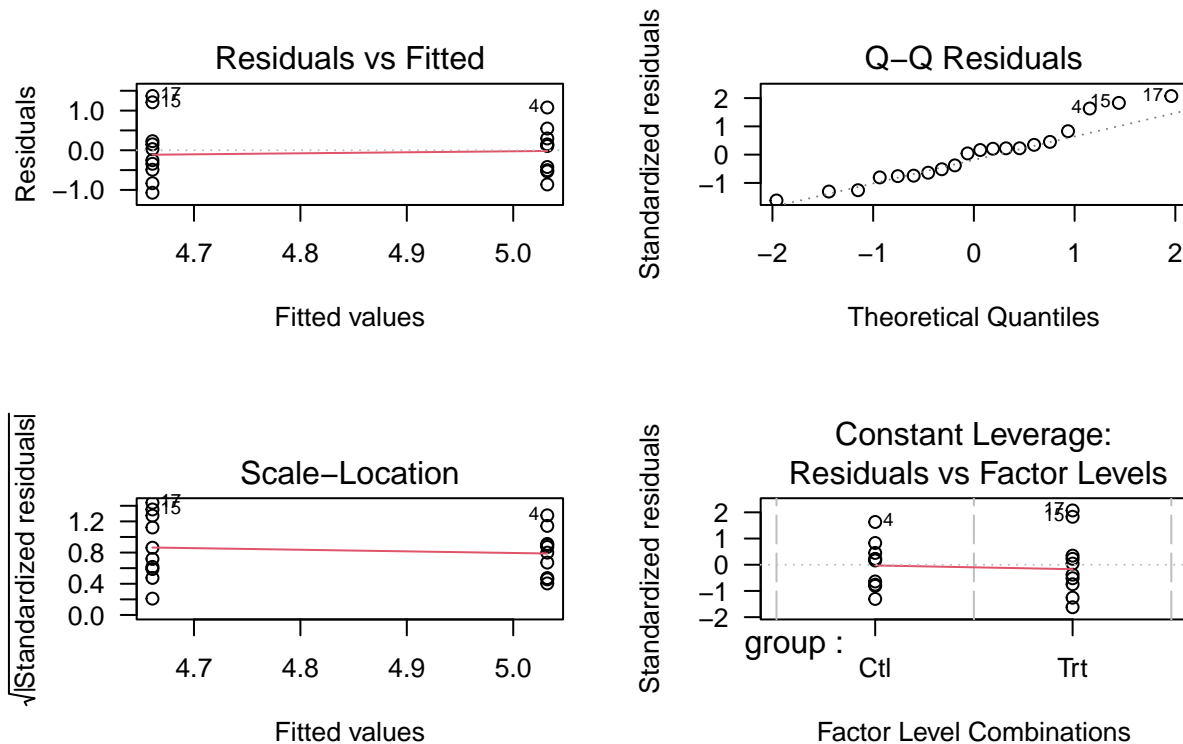 Residuals vs Fitted
Residuals
1.0
0.0
−1.0
17
15
4
4.7 4.8 4.9 5.0
Fitted values
Q−Q Residuals
Standardized residuals
2
1
0
−1
4
15
17
−2 −1 0 1 2
Theoretical Quantiles
Scale−Location
√|Standardized residuals|
1.2
0.8
0.4
0.0
17
15
4
4.7 4.8 4.9 5.0
Fitted values
Constant Leverage:
Residuals vs Factor Levels
Standardized residuals
2
1
0
−1
−2
4
17
15
group :
Ctl Trt
Factor Level Combinations